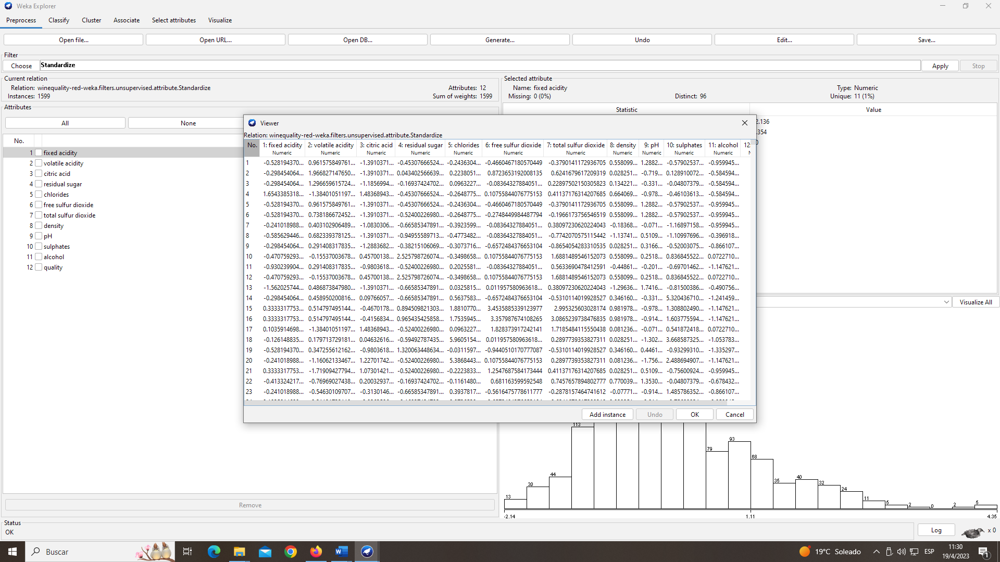 Weka Explorer
Preprocess Classify Cluster Associate Select attributes Visualize
Open file... Open URL... Open DB... Generate... Undo Edit... Save...
Filter
Choose Standardize Apply Stop
Current relation
Relation: winequality-red-weka.filters.unsupervised.attribute.Standardize Attributes: 12
Instances: 1599 Sum of weights: 1599
Selected attribute
Name: fixed acidity Type: Numeric
Missing: 0 (0%) Distinct: 96 Unique: 11 (1%)
Statistic Value
2.136
.354
0
Attributes
All None
No.
1 fixed acidity
2 volatile acidity
3 citric acid
4 residual sugar
5 chlorides
6 free sulfur dioxide
7 total sulfur dioxide
8 density
9 pH
10 sulphates
11 alcohol
12 quality
Remove
Viewer
Relation: winequality-red-weka.filters.unsupervised.attribute.Standardize
No. 1: fixed acidity 2: volatile acidity 3: citric acid 4: residual sugar 5: chlorides 6: free sulfur dioxide 7: total sulfur dioxide 8: density 9: pH 10: sulphates 11: alcohol 12
Numeric Numeric Numeric Numeric Numeric Numeric Numeric Numeric Numeric Numeric Numeric
1 -0.528194370... 0.961575849761... -1.3910371... -0.45307666524... -0.2436304... -0.4660467180570449 -0.3790141172936705 0.558099... 1.2882... -0.57902537... -0.959945...
2 -0.298454064... 1.966827147650... -1.3910371... 0.043402566639... 0.2238051... 0.8723653192008135 0.6241679617209319 0.028251... -0.719... 0.128910072... -0.584594...
3 -0.298454064... 1.296659615724... -1.1856994... -0.16937424702... 0.0963227... -0.08364327884051... 0.22897502150305823 0.134221... -0.331... -0.04807379... -0.584594...
4 1.6543385318... -1.38401051197... 1.48368943... -0.45307666524... -0.2648775... 0.10755844076775153 0.41137176314207685 0.664069... -0.978... -0.46103613... -0.584594...
5 -0.528194370... 0.961575849761... -1.3910371... -0.45307666524... -0.2436304... -0.4660467180570449 -0.3790141172936705 0.558099... 1.2882... -0.57902537... -0.959945...
6 -0.528194370... 0.738186672452... -1.3910371... -0.52400226980... -0.2648775... -0.2748449984487794 -0.1966173756546519 0.558099... 1.2882... -0.57902537... -0.959945...
7 -0.241018988... 0.403102906489... -1.0830306... -0.66585347891... -0.3923599... -0.08364327884051... 0.38097230620224043 -0.18368... -0.071... -1.16897158... -0.959945...
8 -0.585629446... 0.682339378125... -1.3910371... -0.94955589713... -0.4773482... -0.08364327884051... -0.7742070575115442 -1.13741... 0.5109... -1.10997696... -0.396918...
9 -0.298454064... 0.291408317835... -1.2883682... -0.38215106069... -0.3073716... -0.6572484376653104 -0.8654054283310535 0.028251... 0.3166... -0.52003075... -0.866107...
10 -0.470759293... -0.15537003678... 0.45700138... 2.525798726074... -0.3498658... 0.10755844076775153 1.6881489546152073 0.558099... 0.2518... 0.836845522... 0.0722710...
11 -0.930239904... 0.291408317835... -0.9803618... -0.52400226980... 0.2025581... -0.08364327884051... 0.5633690478412591 -0.44861... -0.201... -0.69701462... -1.147621...
12 -0.470759293... -0.15537003678... 0.45700138... 2.525798726074... -0.3498658... 0.10755844076775153 1.6881489546152073 0.558099... 0.2518... 0.836845522... 0.0722710...
13 -1.562025744... 0.486873847980... -1.3910371... -0.66585347891... 0.0325815... 0.011957580963618... 0.38097230620224043 -1.29636... 1.7416... -0.81500386... -0.490756...
14 -0.298454064... 0.458950200816... 0.09766057... -0.66585347891... 0.5637583... -0.6572484376653104 -0.5310114019928527 0.346160... -0.331... 5.320436710... -1.241459...
15 0.3333317753... 0.514797495144... -0.4670178... 0.894509821303... 1.8810770... 3.4535885339123977 2.995325603028174 0.981978... -0.978... 1.308802490... -1.147621...
16 0.3333317753... 0.514797495144... -0.4156834... 0.965435425858... 1.7535945... 3.357987674108265 3.0865239738476835 0.981978... -0.914... 1.603775594... -1.147621...
17 0.1035914698... -1.38401051197... 1.48368943... -0.52400226980... 0.0963227... 1.828373917242141 1.7185484115550438 0.081236... -0.071... 0.541872418... 0.0722710...
18 -0.126148835... 0.179713729181... 0.04632616... -0.59492787435... 5.9605154... 0.011957580963618... 0.2897739353827311 0.028251... -1.302... 3.668587325... -1.053783...
19 -0.528194370... 0.347255612162... -0.9803618... 1.320063448634... -0.0311597... -0.9440510170777087 -0.5310114019928527 0.346160... 0.4461... -0.93299310... -1.335297...
20 -0.241018988... -1.16062133467... 1.22701742... -0.52400226980... 5.3868443... 0.10755844076775153 0.2897739353827311 0.081236... -1.756... 2.488694907... -1.147621...
21 0.3333317753... -1.71909427794... 1.07301421... -0.52400226980... -0.2223833... 1.2547687584173444 0.41137176314207685 0.028251... 0.5109... -0.75600924... -0.959945...
22 -0.413324217... -0.76969027438... 0.20032937... -0.16937424702... -0.1161480... 0.681163599592548 0.7457657894802777 0.770039... 1.3530... -0.04807379... -0.678432...
23 -0.241018988... -0.54630109707... -0.3130146... -0.66585347891... 0.3937817... -0.5616475778611777 -0.2878157464741612 -0.07771... -0.914... 1.485786352... -0.866107...
Add instance Undo OK Cancel
Visualize All
13 30 44 113 79 93 68 35 40 32 24 11 5 2 0 2 5
-2.14 1.11 4.35
Status
OK
Log x 0
Buscar
19°C Soleado ESP 11:30
19/4/2023 1